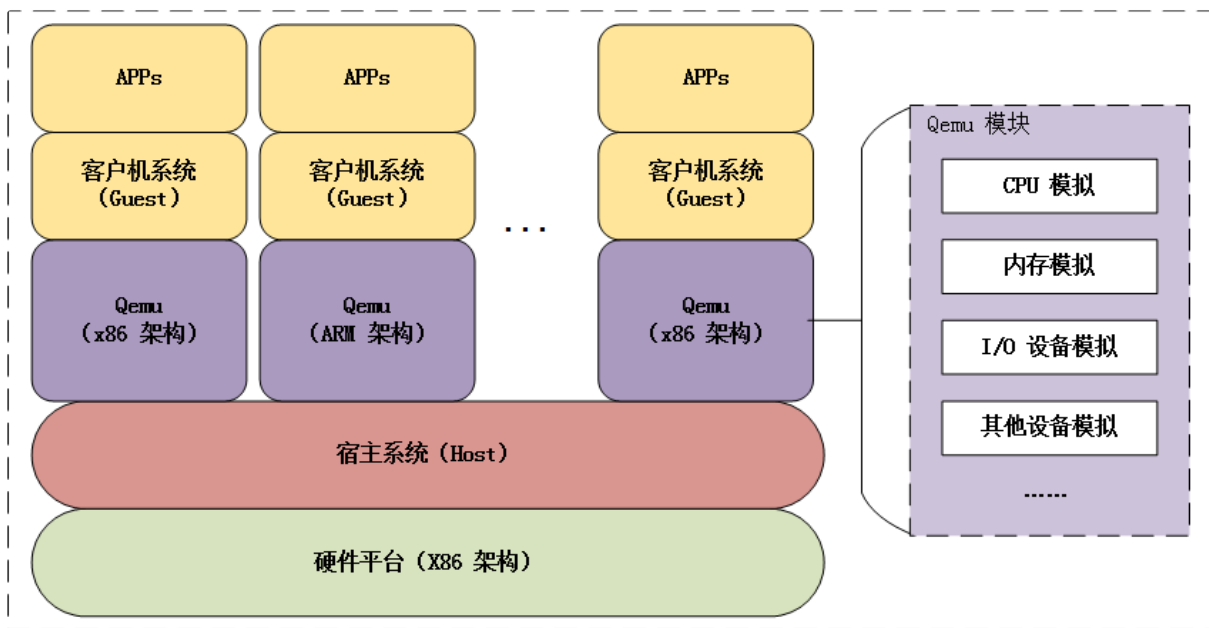 APPs
APPs
APPs
客户机系统
(Guest)
客户机系统
(Guest)
客户机系统
(Guest)
...
Qemu
(x86 架构)
Qemu
(ARM 架构)
Qemu
(x86 架构)
宿主系统 (Host)
硬件平台 (X86 架构)
Qemu 模块
CPU 模拟
内存模拟
I/O 设备模拟
其他设备模拟
......